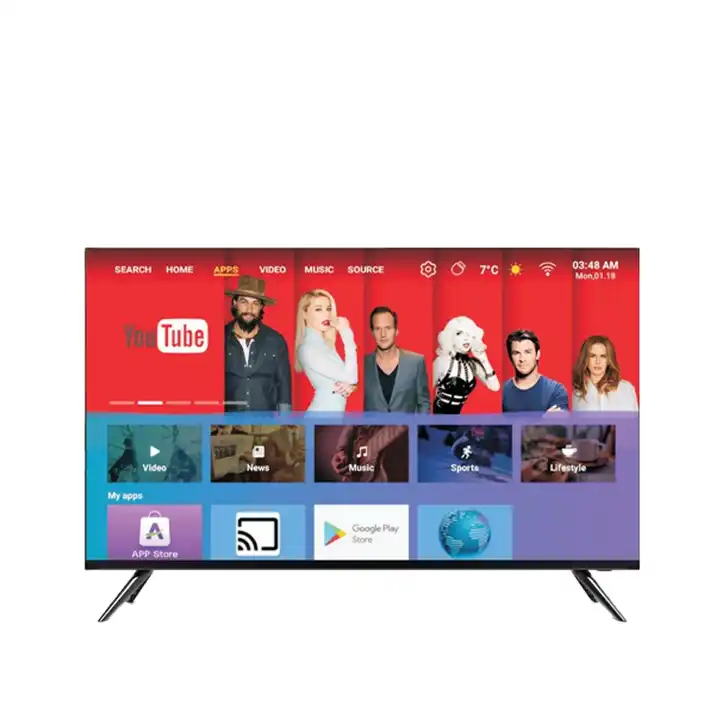 SEARCH HOME APPS VIDEO MUSIC SOURCE 7°C 03:48 AM
Mon,01.18
YouTube
Video News Music Sports Lifestyle
My apps
APP Store
Google Play
Store